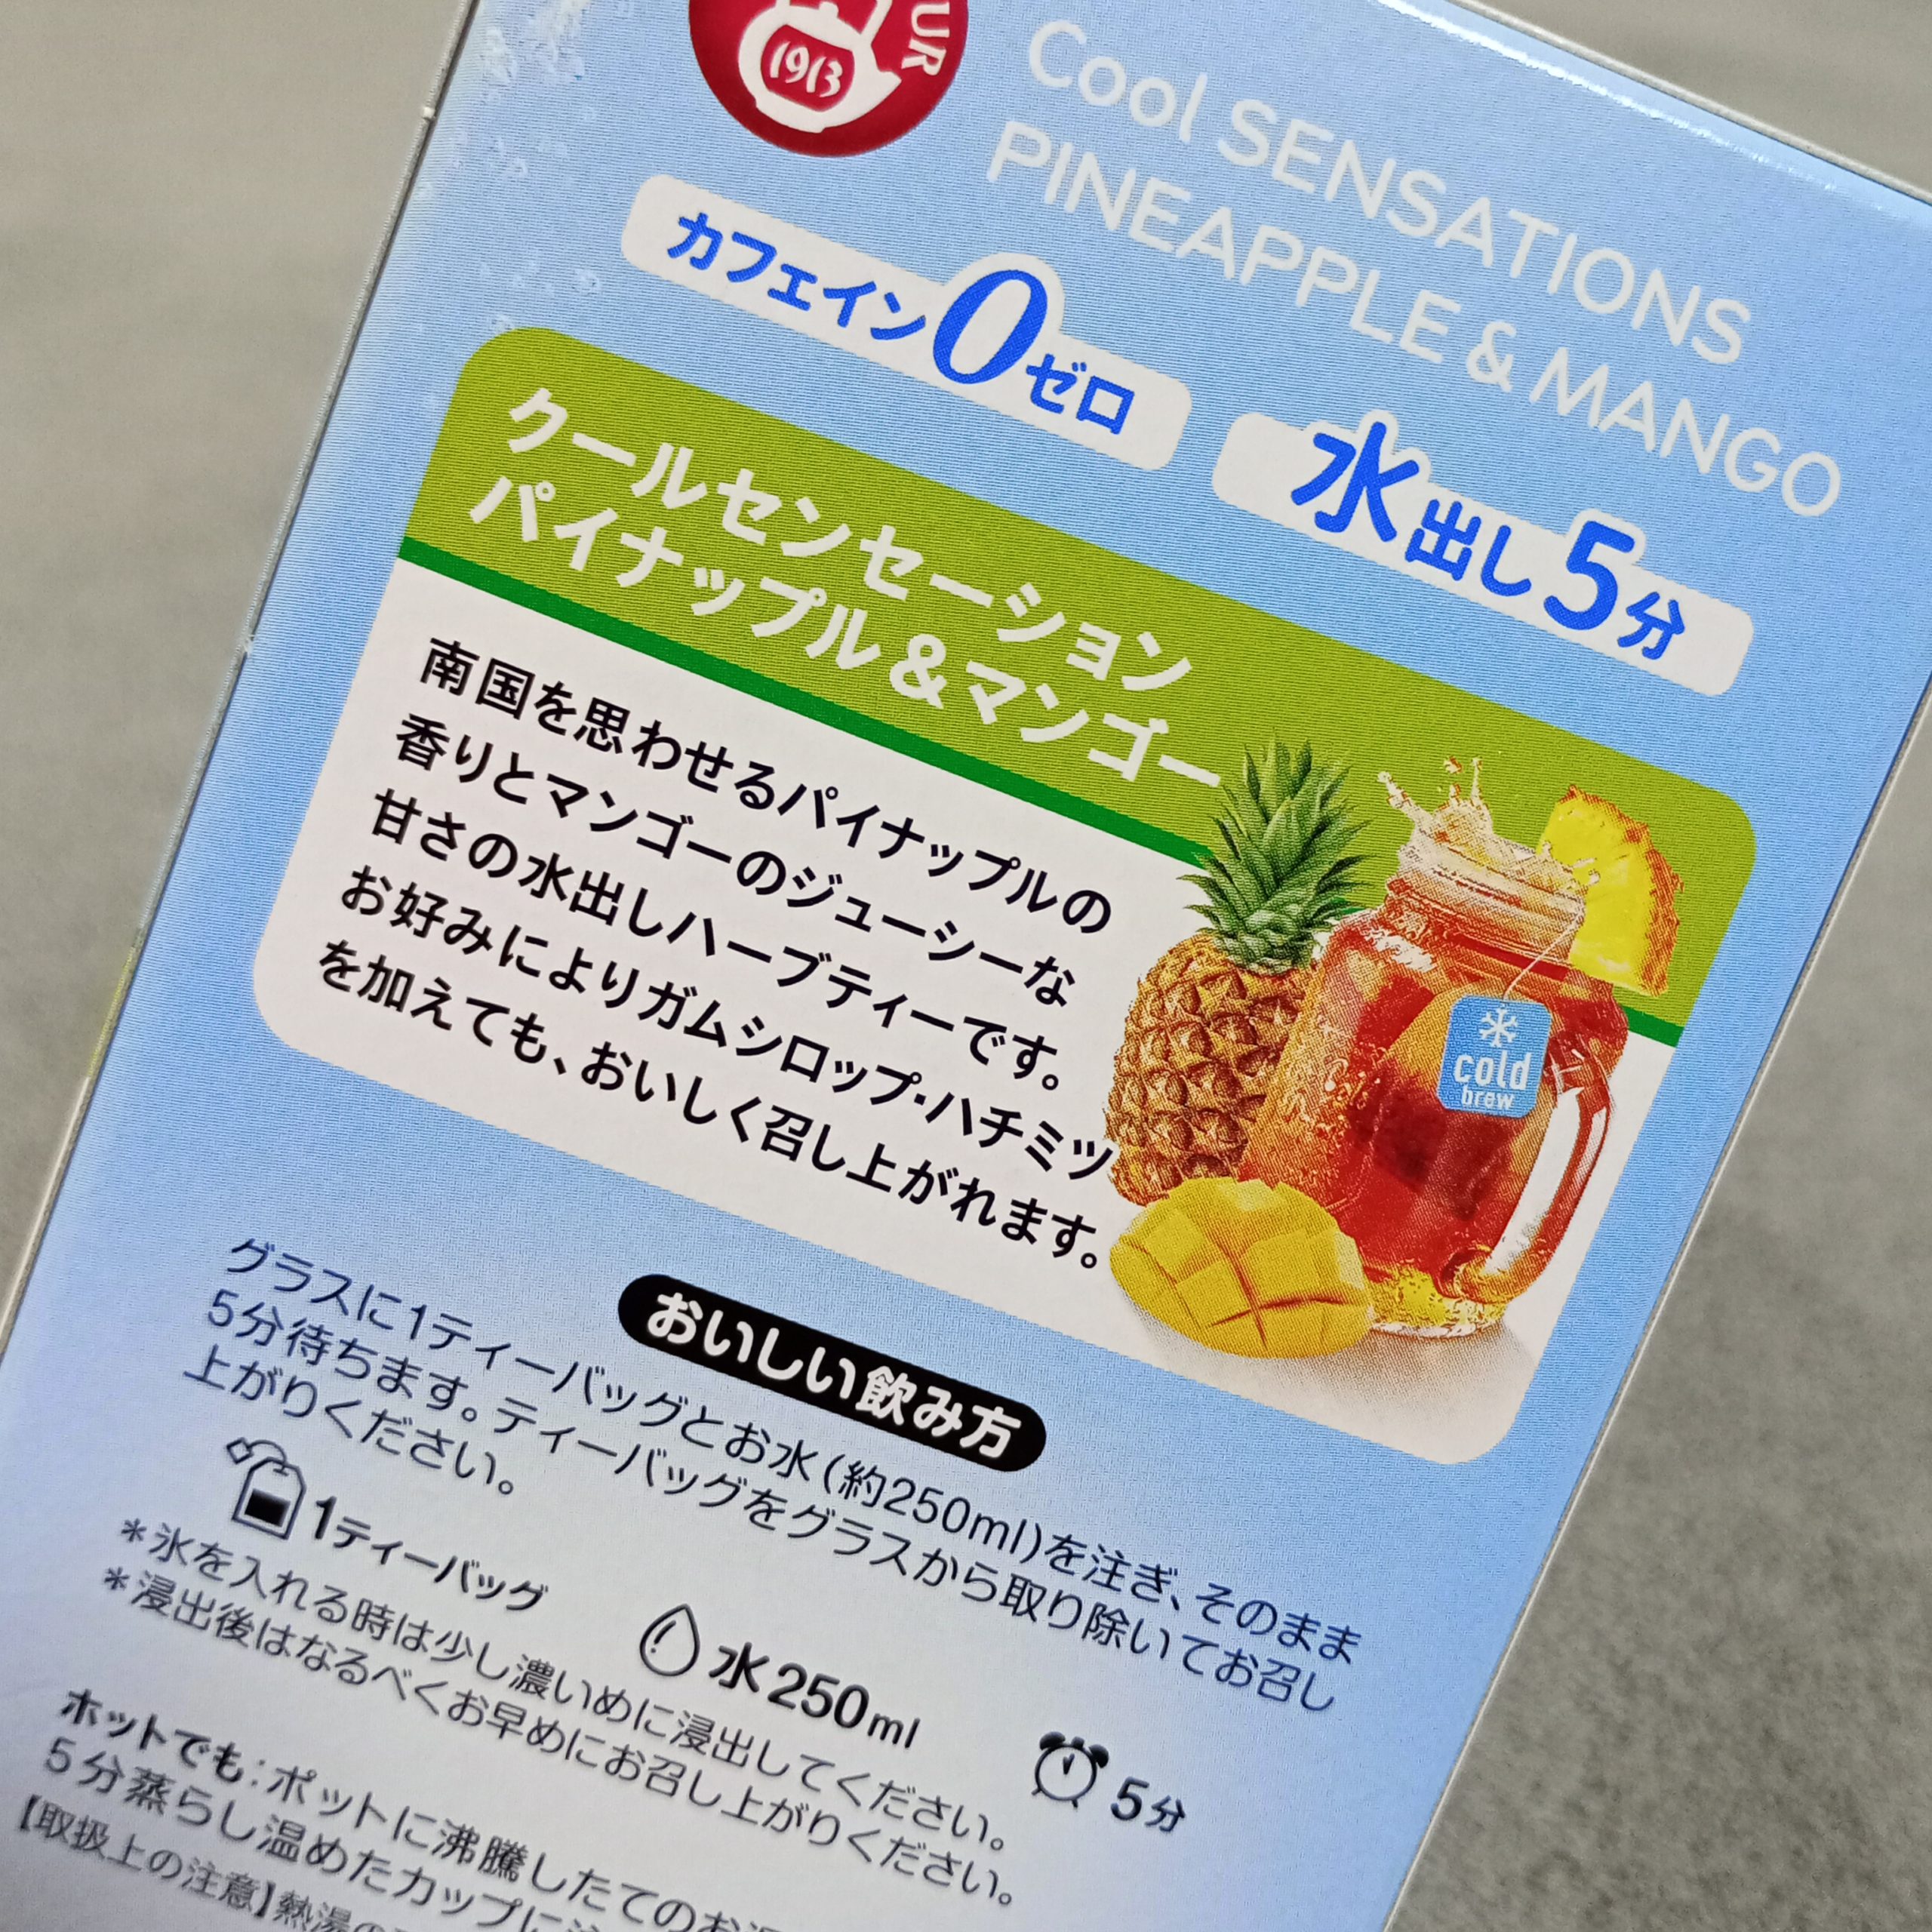 UR
1913
Cool SENSATIONS
PINEAPPLE & MANGO
カフェイン0ゼロ
水出し5分
クールセンセーション
パイナップル&マンゴー
南国を思わせるパイナップルの
香りとマンゴーのジューシーな
甘さの水出しハーブティーです。
お好みによりガムシロップ・ハチミツ
を加えても、おいしく召し上がれます。
cold
brew
おいしい飲み方
グラスに1ティーバッグとお水(約250ml)を注ぎ、そのまま
5分待ちます。ティーバッグをグラスから取り除いてお召し
上がりください。
1ティーバッグ
水250ml
5分
*氷を入れる時は少し濃いめに浸出してください。
*浸出後はなるべくお早めにお召し上がりください。
ホットでも:ポットに沸騰したてのお
5分蒸らし温めたカップに
【取扱上の注意】熱湯